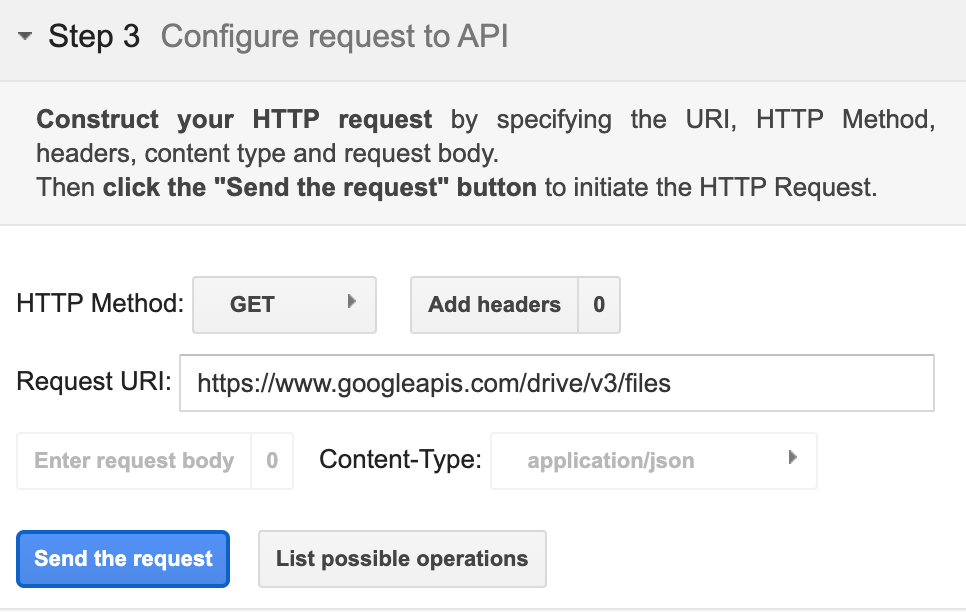 Step 3 Configure request to API
Construct your HTTP request by specifying the URI, HTTP Method,
headers, content type and request body.
Then click the "Send the request" button to initiate the HTTP Request.
HTTP Method: GET Add headers 0
Request URI: https://www.googleapis.com/drive/v3/files
Enter request body 0 Content-Type: application/json
Send the request List possible operations